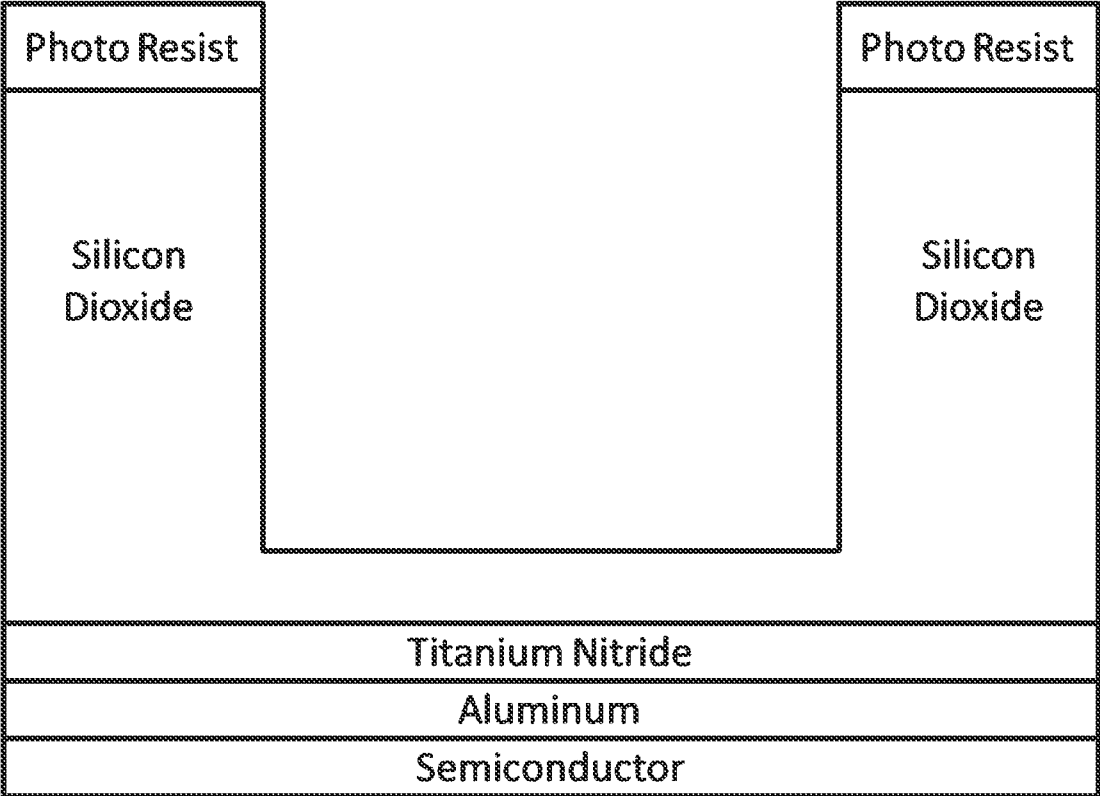 Photo Resist
Photo Resist
Silicon
Dioxide
Silicon
Dioxide
Titanium Nitride
Aluminum
Semiconductor